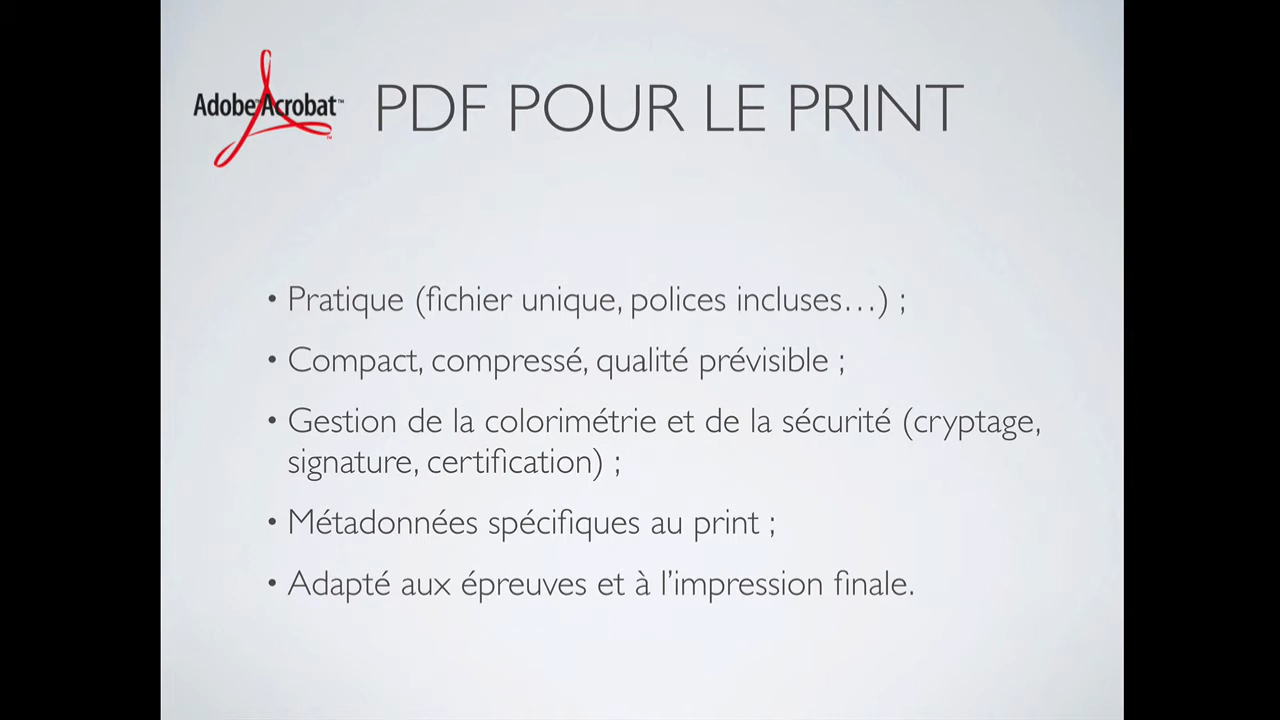 Adobe Acrobat™ PDF POUR LE PRINT
• Pratique (fichier unique, polices incluses…) ;
• Compact, compressé, qualité prévisible ;
• Gestion de la colorimétrie et de la sécurité (cryptage,
signature, certification) ;
• Métadonnées spécifiques au print ;
• Adapté aux épreuves et à l’impression finale.